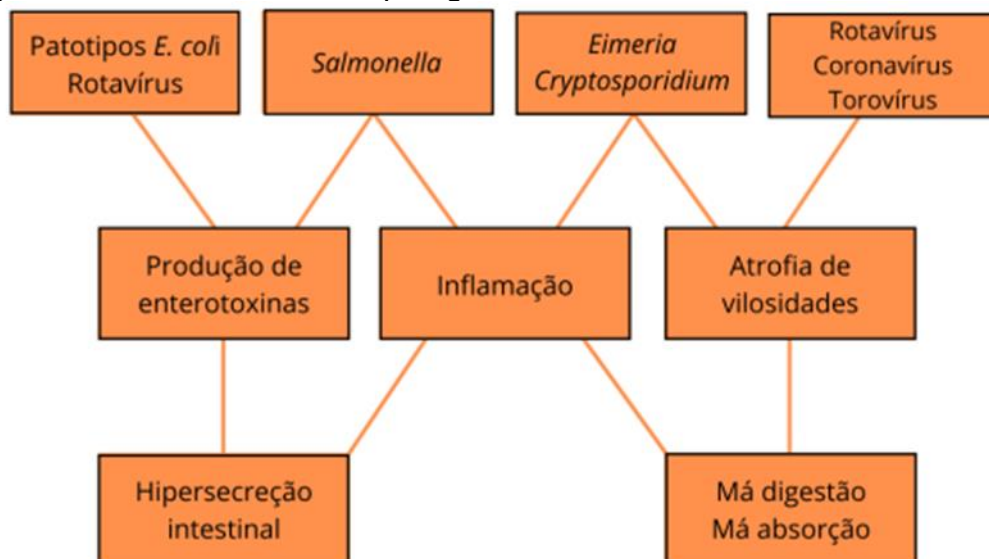 Patotipos E. coli
Rotavírus
Salmonella
Eimeria
Cryptosporidium
Rotavírus
Coronavírus
Torovírus
Produção de
enterotoxinas
Inflamação
Atrofia de
vilosidades
Hipersecreção
intestinal
Má digestão
Má absorção